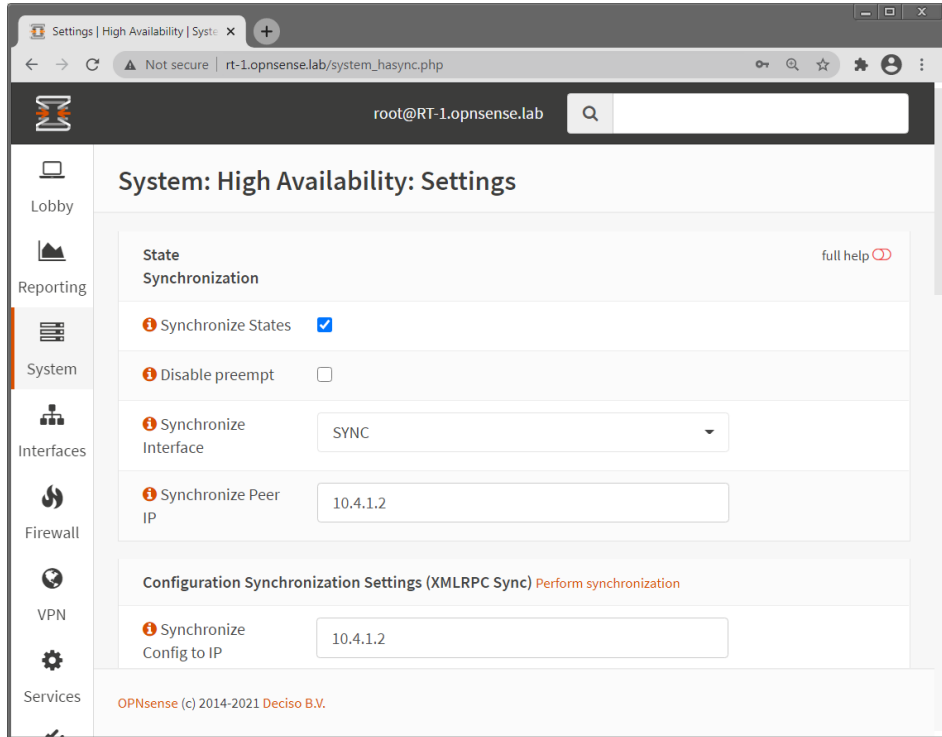 Settings | High Availability | Syste
Not secure | rt-1.opnsense.lab/system_hasync.php
root@RT-1.opnsense.lab
Lobby
Reporting
System
Interfaces
Firewall
VPN
Services
System: High Availability: Settings
State
Synchronization
full help
Synchronize States
Disable preempt
Synchronize
Interface
SYNC
Synchronize Peer
IP
10.4.1.2
Configuration Synchronization Settings (XMLRPC Sync) Perform synchronization
Synchronize
Config to IP
10.4.1.2
OPNsense (c) 2014-2021 Deciso B.V.